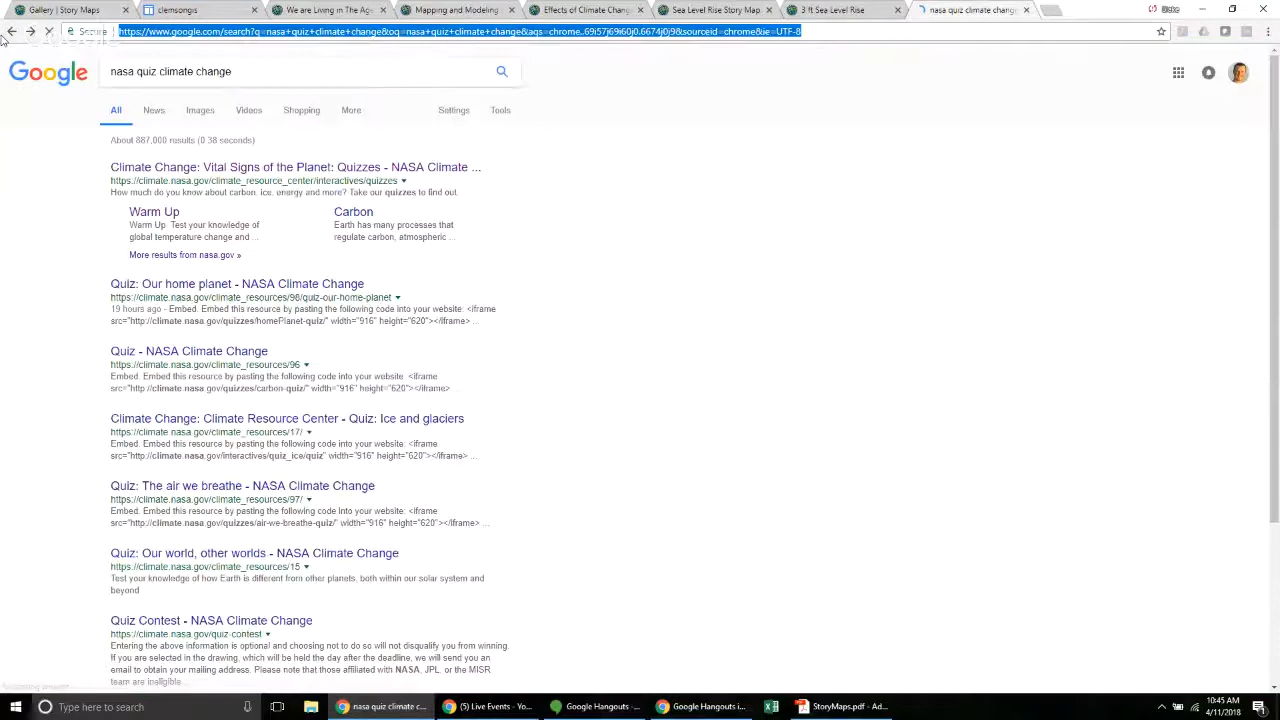 Gallery | Story Maps
clemsongis
We are Living in The Age
Mapping and Modeling
Effects of Climate Change
Sea Level Rise Story Map
3 ft Sea Level Rise
nasa quiz climate change
Secure https://www.google.com/search?q=nasa+quiz+climate+change&oq=nasa+quiz+climate+change&aqs=chrome..69i57j69i60j0.6674j0j9&sourceid=chrome&ie=UTF-8
Google nasa quiz climate change
All News Images Videos Shopping More Settings Tools
About 887,000 results (0.38 seconds)
Climate Change: Vital Signs of the Planet: Quizzes - NASA Climate ...
https://climate.nasa.gov/climate_resource_center/interactives/quizzes
How much do you know about carbon, ice, energy and more? Take our quizzes to find out.
Warm Up Carbon
Warm Up. Test your knowledge of Earth has many processes that
global temperature change and ... regulate carbon, atmospheric ...
More results from nasa.gov »
Quiz: Our home planet - NASA Climate Change
https://climate.nasa.gov/climate_resources/98/quiz-our-home-planet
19 hours ago - Embed. Embed this resource by pasting the following code into your website: <iframe
src="http://climate.nasa.gov/quizzes/homePlanet-quiz/" width="916" height="620"></iframe> ...
Quiz - NASA Climate Change
https://climate.nasa.gov/climate_resources/96
Embed. Embed this resource by pasting the following code into your website: <iframe
src="http://climate.nasa.gov/quizzes/carbon-quiz/" width="916" height="620"></iframe> ...
Climate Change: Climate Resource Center - Quiz: Ice and glaciers
https://climate.nasa.gov/climate_resources/17/
Embed. Embed this resource by pasting the following code into your website: <iframe
src="http://climate.nasa.gov/interactives/quiz_ice/quiz" width="916" height="620"></iframe> ...
Quiz: The air we breathe - NASA Climate Change
https://climate.nasa.gov/climate_resources/97/
Embed. Embed this resource by pasting the following code into your website: <iframe
src="http://climate.nasa.gov/quizzes/air-we-breathe-quiz/" width="916" height="620"></iframe> ...
Quiz: Our world, other worlds - NASA Climate Change
https://climate.nasa.gov/climate_resources/15
Test your knowledge of how Earth is different from other planets, both within our solar system and
beyond
Quiz Contest - NASA Climate Change
https://climate.nasa.gov/quiz-contest
Entering the above information is optional and choosing not to do so will not disqualify you from winning.
If you are selected in the drawing, which will be held the day after the deadline, we will send you an
email to obtain your mailing address. Please note that those affiliated with NASA, JPL, or the MISR
team are ineligible...
Type here to search
nasa quiz climate c...
(5) Live Events - Yo...
Google Hangouts -...
Google Hangouts i...
StoryMaps.pdf - Ad...
10:45 AM
4/11/2018